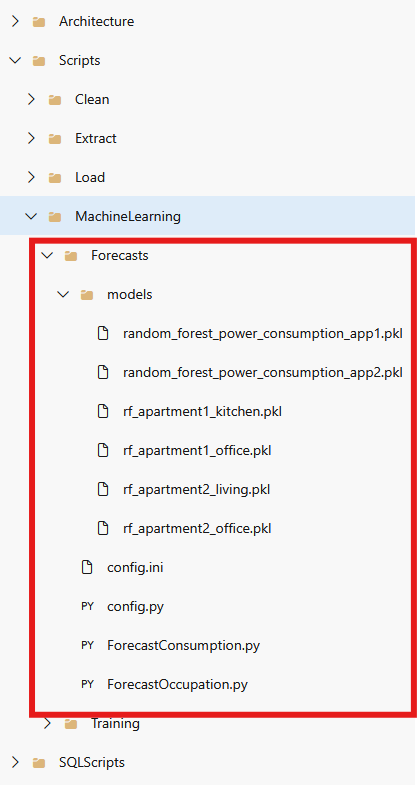 Architecture
Scripts
Clean
Extract
Load
MachineLearning
Forecasts
models
random_forest_power_consumption_app1.pkl
random_forest_power_consumption_app2.pkl
rf_apartment1_kitchen.pkl
rf_apartment1_office.pkl
rf_apartment2_living.pkl
rf_apartment2_office.pkl
config.ini
PY config.py
PY ForecastConsumption.py
PY ForecastOccupation.py
Training
SQLScripts